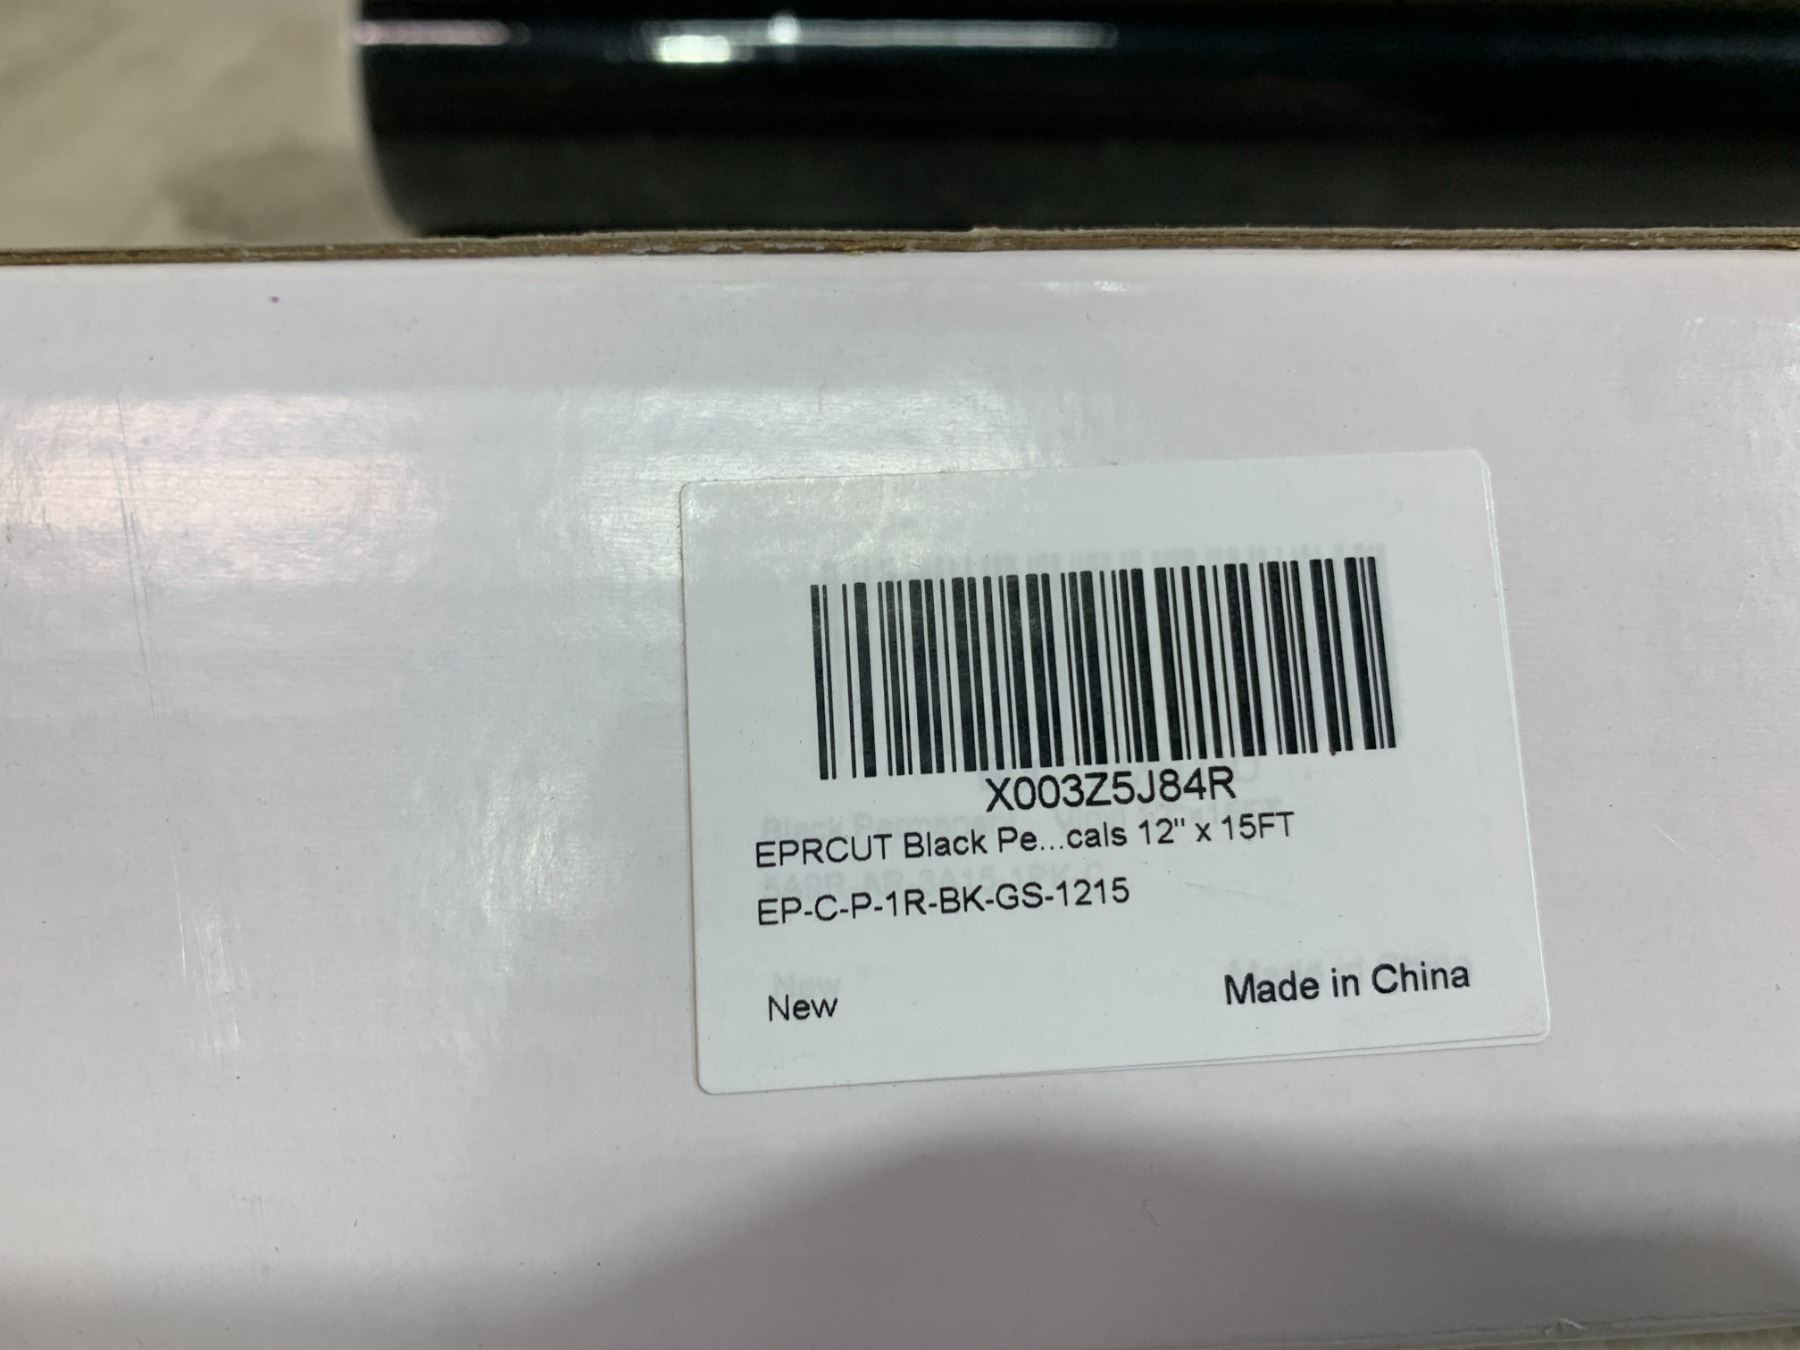 X003Z5J84R
EPRCUT Black Pe...cals 12" x 15FT
EP-C-P-1R-BK-GS-1215
New
Made in China